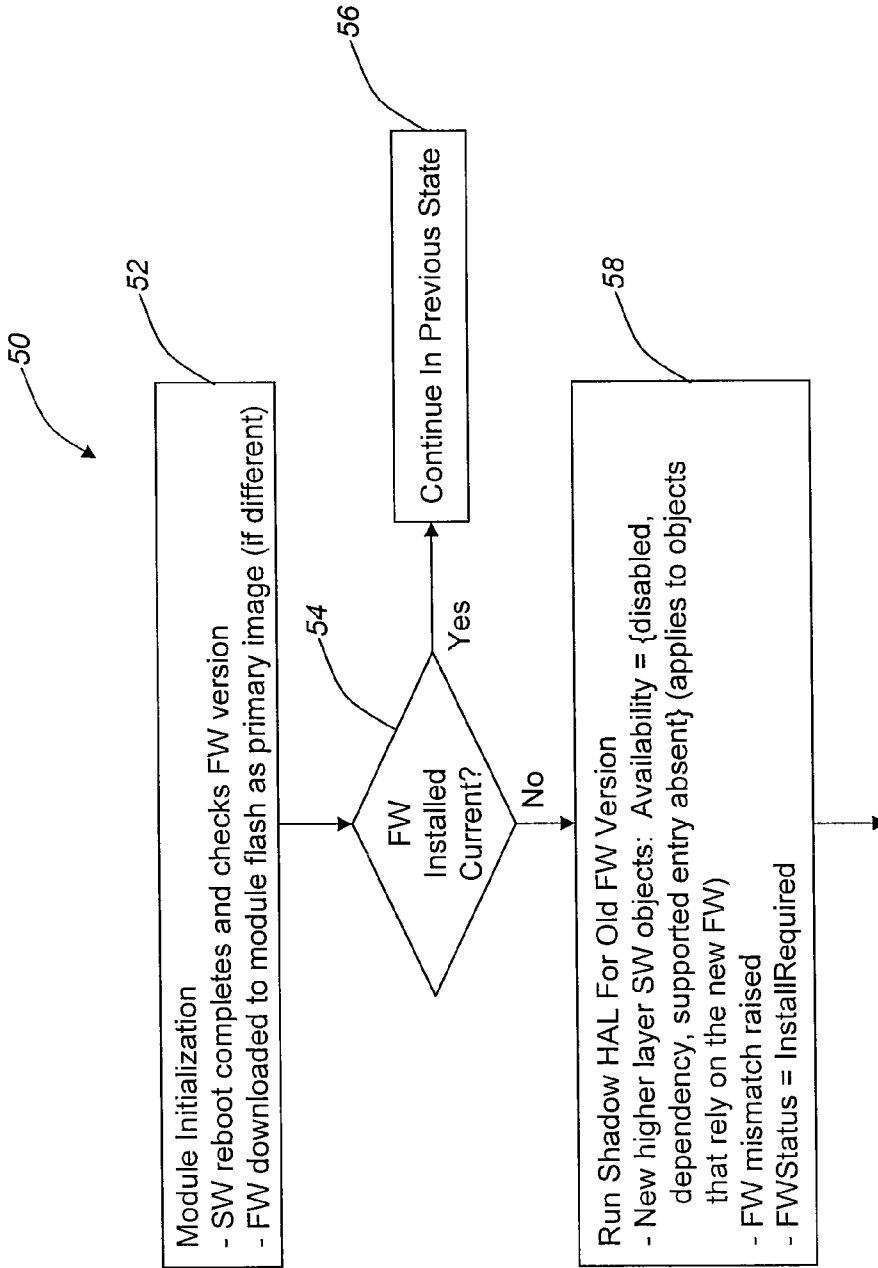 50
52
Module Initialization
- SW reboot completes and checks FW version
- FW downloaded to module flash as primary image (if different)
54
FW
Installed
Current?
Yes
No
56
Continue In Previous State
58
Run Shadow HAL For Old FW Version
- New higher layer SW objects: Availability = {disabled,
dependency, supported entry absent} (applies to objects
that rely on the new FW)
- FW mismatch raised
- FWStatus = InstallRequired